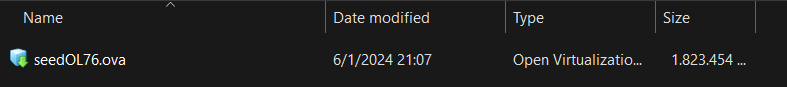 Name Date modified Type Size
seedOL76.ova 6/1/2024 21:07 Open Virtualizatio... 1.823.454 ...